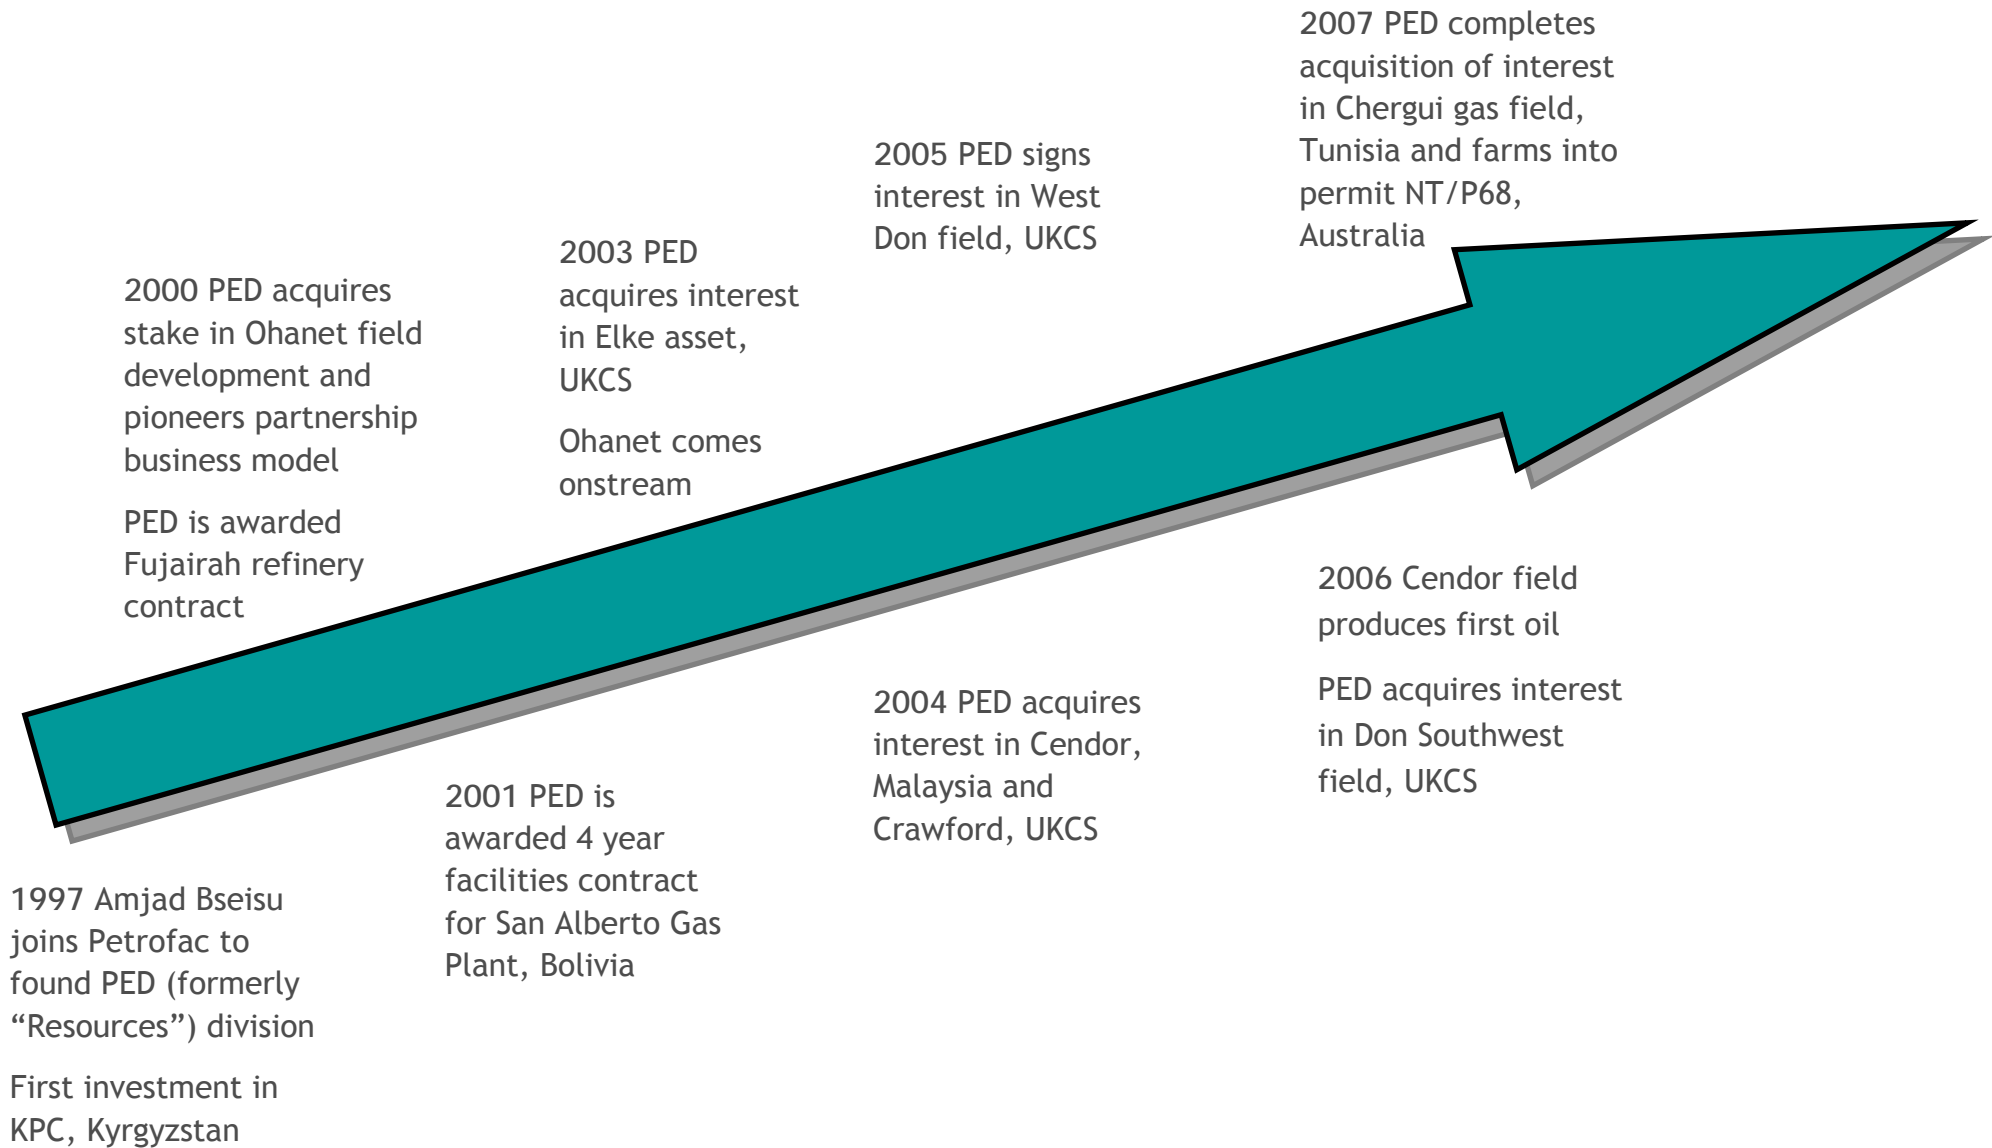 2007 PED completes
acquisition of interest
in Chergui gas field,
Tunisia and farms into
permit NT/P68,
Australia
2005 PED signs
interest in West
Don field, UKCS
2003 PED
acquires interest
in Elke asset,
UKCS
Ohanet comes
onstream
2000 PED acquires
stake in Ohanet field
development and
pioneers partnership
business model
PED is awarded
Fujairah refinery
contract
2006 Cendor field
produces first oil
PED acquires interest
in Don Southwest
field, UKCS
2004 PED acquires
interest in Cendor,
Malaysia and
Crawford, UKCS
2001 PED is
awarded 4 year
facilities contract
for San Alberto Gas
Plant, Bolivia
1997 Amjad Bseisu
joins Petrofac to
found PED (formerly
“Resources”) division
First investment in
KPC, Kyrgyzstan